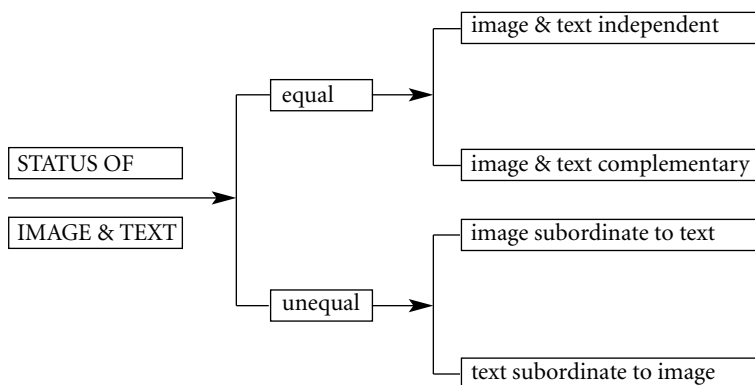 image & text independent
equal
image & text complementary
STATUS OF
IMAGE & TEXT
image subordinate to text
unequal
text subordinate to image